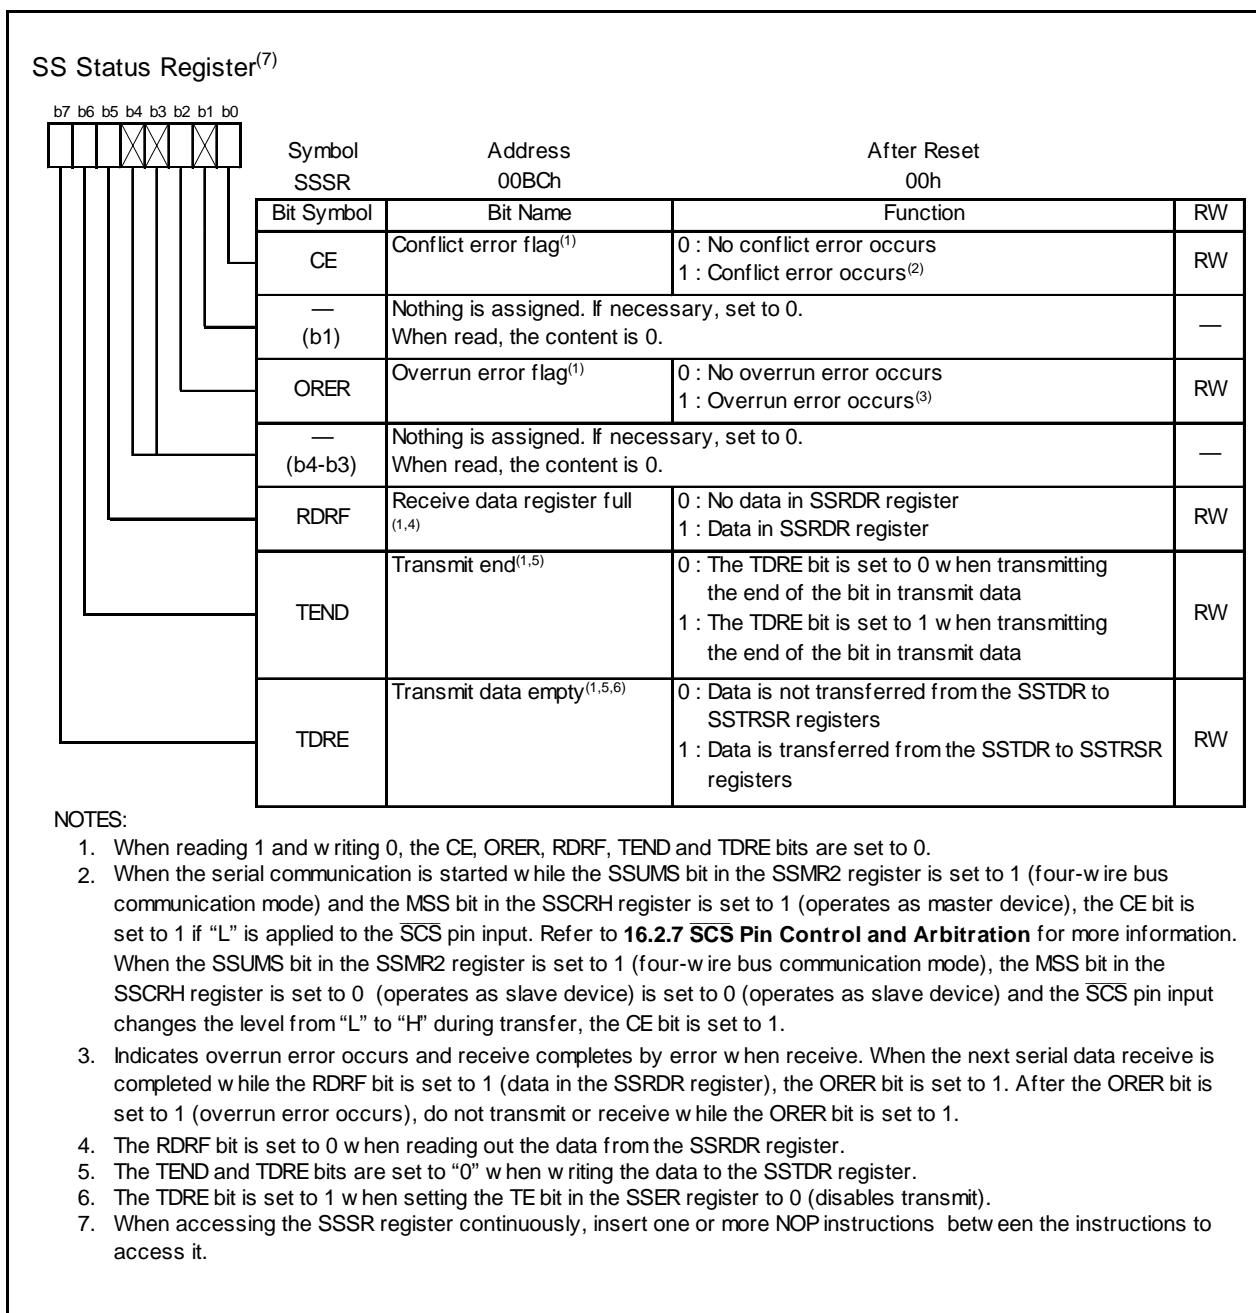 SS Status Register(7)
b7 b6 b5 b4 b3 b2 b1 b0
Symbol Address After Reset
SSSR 00BCh 00h
Bit Symbol Bit Name Function RW
CE Conflict error flag(1) 0 : No conflict error occurs RW
1 : Conflict error occurs(2)
— Nothing is assigned. If necessary, set to 0. —
(b1) When read, the content is 0.
ORER Overrun error flag(1) 0 : No overrun error occurs RW
1 : Overrun error occurs(3)
— Nothing is assigned. If necessary, set to 0. —
(b4-b3) When read, the content is 0.
RDRF Receive data register full 0 : No data in SSRDR register RW
(1,4) 1 : Data in SSRDR register
Transmit end(1,5) 0 : The TDRE bit is set to 0 when transmitting
the end of the bit in transmit data
TEND 1 : The TDRE bit is set to 1 when transmitting RW
the end of the bit in transmit data
Transmit data empty(1,5,6) 0 : Data is not transferred from the SSTDR to
SSTRSR registers
TDRE 1 : Data is transferred from the SSTDR to SSTRSR RW
registers
NOTES:
1. When reading 1 and writing 0, the CE, ORER, RDRF, TEND and TDRE bits are set to 0.
2. When the serial communication is started while the SSUMS bit in the SSMR2 register is set to 1 (four-wire bus
communication mode) and the MSS bit in the SSCRH register is set to 1 (operates as master device), the CE bit is
set to 1 if “L” is applied to the SCS pin input. Refer to 16.2.7 SCS Pin Control and Arbitration for more information.
When the SSUMS bit in the SSMR2 register is set to 1 (four-wire bus communication mode), the MSS bit in the
SSCRH register is set to 0 (operates as slave device) is set to 0 (operates as slave device) and the SCS pin input
changes the level from “L” to “H” during transfer, the CE bit is set to 1.
3. Indicates overrun error occurs and receive completes by error when receive. When the next serial data receive is
completed while the RDRF bit is set to 1 (data in the SSRDR register), the ORER bit is set to 1. After the ORER bit is
set to 1 (overrun error occurs), do not transmit or receive while the ORER bit is set to 1.
4. The RDRF bit is set to 0 when reading out the data from the SSRDR register.
5. The TEND and TDRE bits are set to “0” when writing the data to the SSTDR register.
6. The TDRE bit is set to 1 when setting the TE bit in the SSER register to 0 (disables transmit).
7. When accessing the SSSR register continuously, insert one or more NOP instructions between the instructions to
access it.